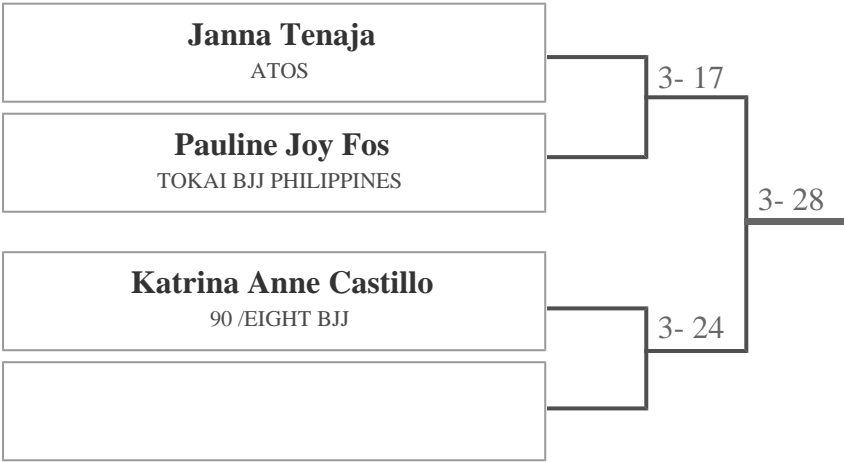 Janna Tenaja
ATOS
3- 17
Pauline Joy Fos
TOKAI BJJ PHILIPPINES
3- 28
Katrina Anne Castillo
90 /EIGHT BJJ
3- 24